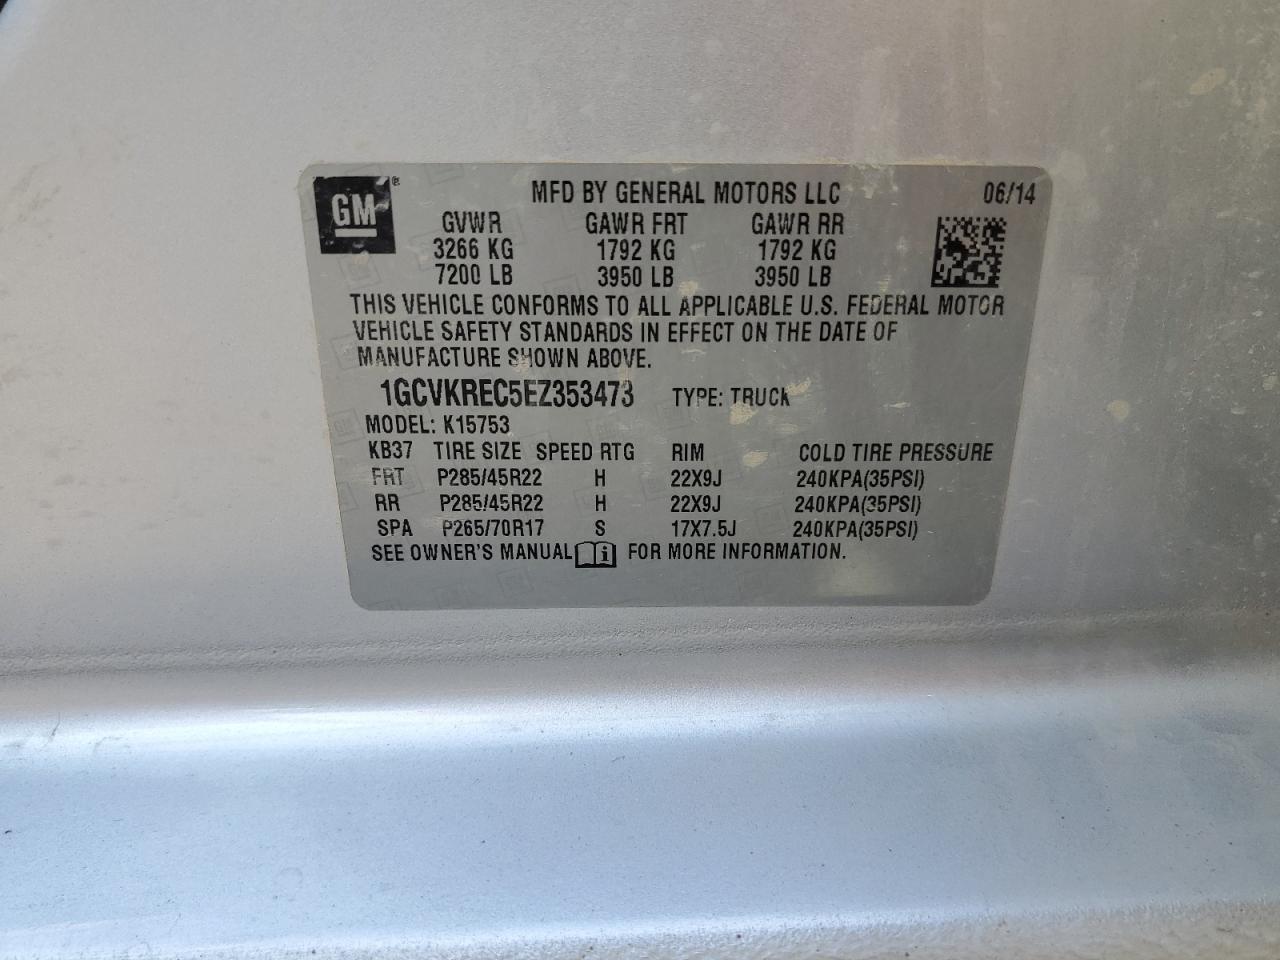 GM®
MFD BY GENERAL MOTORS LLC 06/14
GVWR GAWR FRT GAWR RR
3266 KG 1792 KG 1792 KG
7200 LB 3950 LB 3950 LB
THIS VEHICLE CONFORMS TO ALL APPLICABLE U.S. FEDERAL MOTOR
VEHICLE SAFETY STANDARDS IN EFFECT ON THE DATE OF
MANUFACTURE SHOWN ABOVE.
1GCVKREC5EZ353473 TYPE: TRUCK
MODEL: K15753
KB37 TIRE SIZE SPEED RTG RIM COLD TIRE PRESSURE
FRT P285/45R22 H 22X9J 240KPA(35PSI)
RR P285/45R22 H 22X9J 240KPA(35PSI)
SPA P265/70R17 S 17X7.5J 240KPA(35PSI)
SEE OWNER'S MANUAL i FOR MORE INFORMATION.